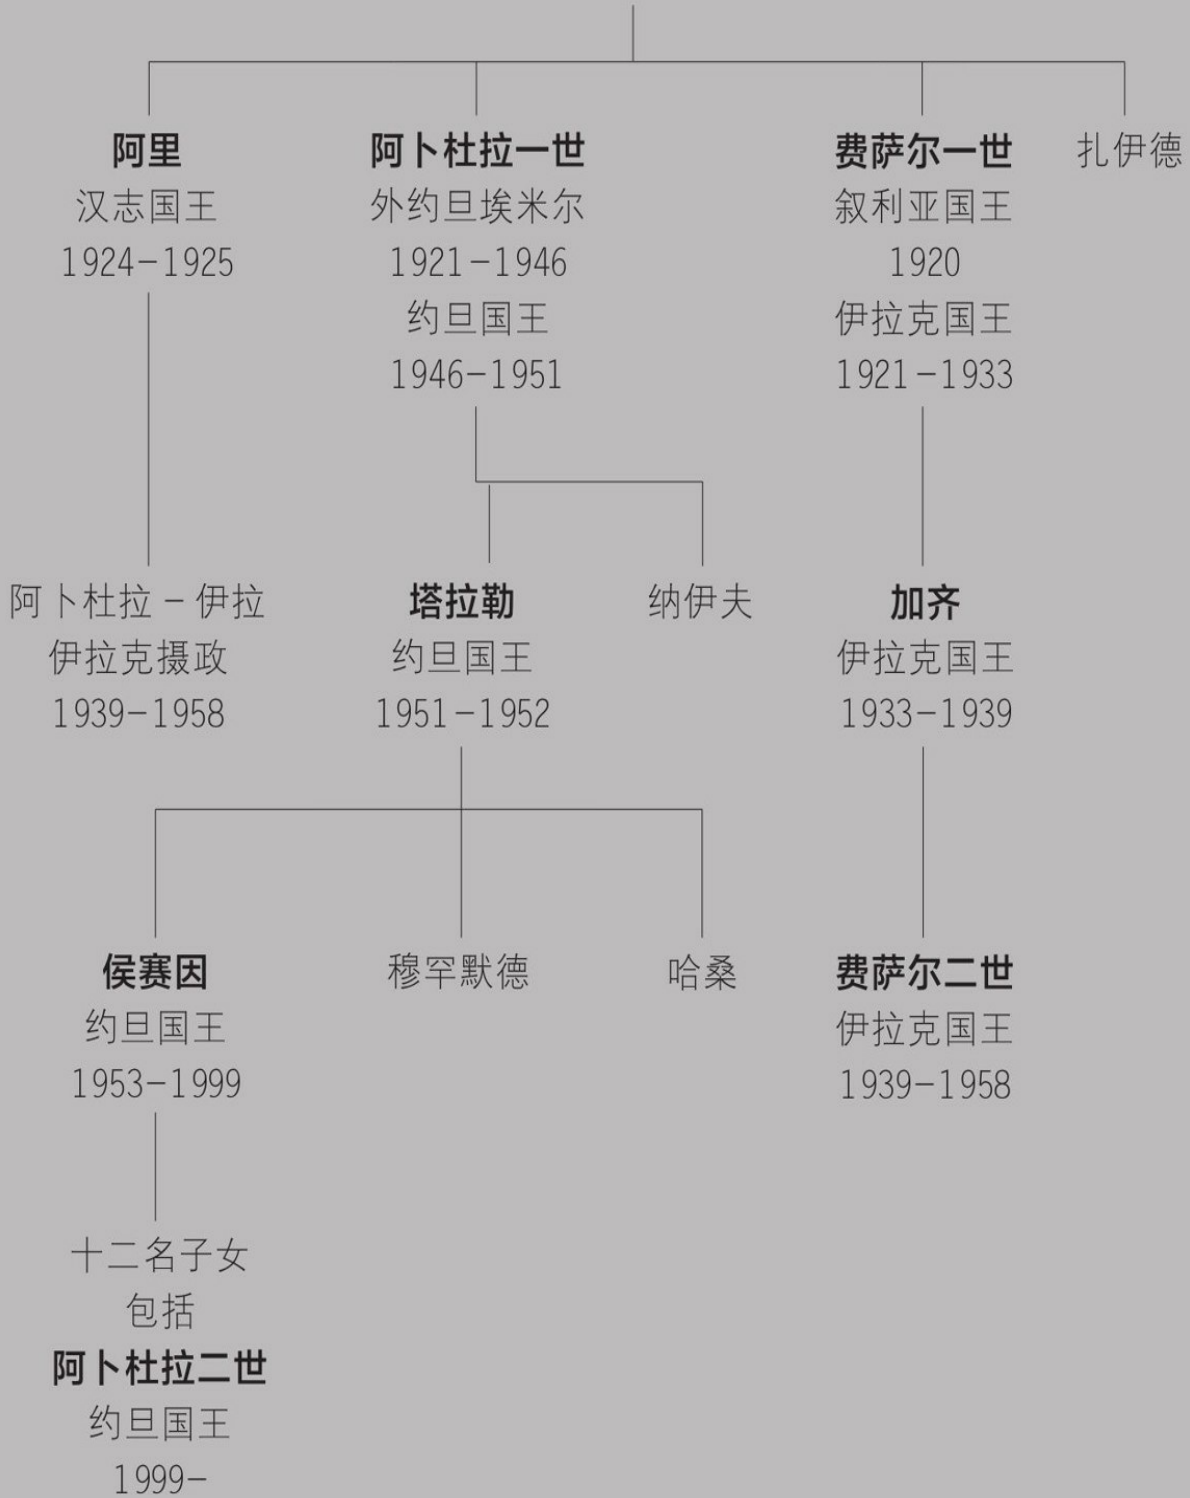 阿里
汉志国王
1924-1925
阿卜杜拉一世
外约旦埃米尔
1921-1946
约旦国王
1946-1951
费萨尔一世
叙利亚国王
1920
伊拉克国王
1921-1933
扎伊德
阿卜杜拉-伊拉
伊拉克摄政
1939-1958
塔拉勒
约旦国王
1951-1952
纳伊夫
加齐
伊拉克国王
1933-1939
侯赛因
约旦国王
1953-1999
穆罕默德
哈桑
费萨尔二世
伊拉克国王
1939-1958
十二名子女
包括
阿卜杜拉二世
约旦国王
1999-